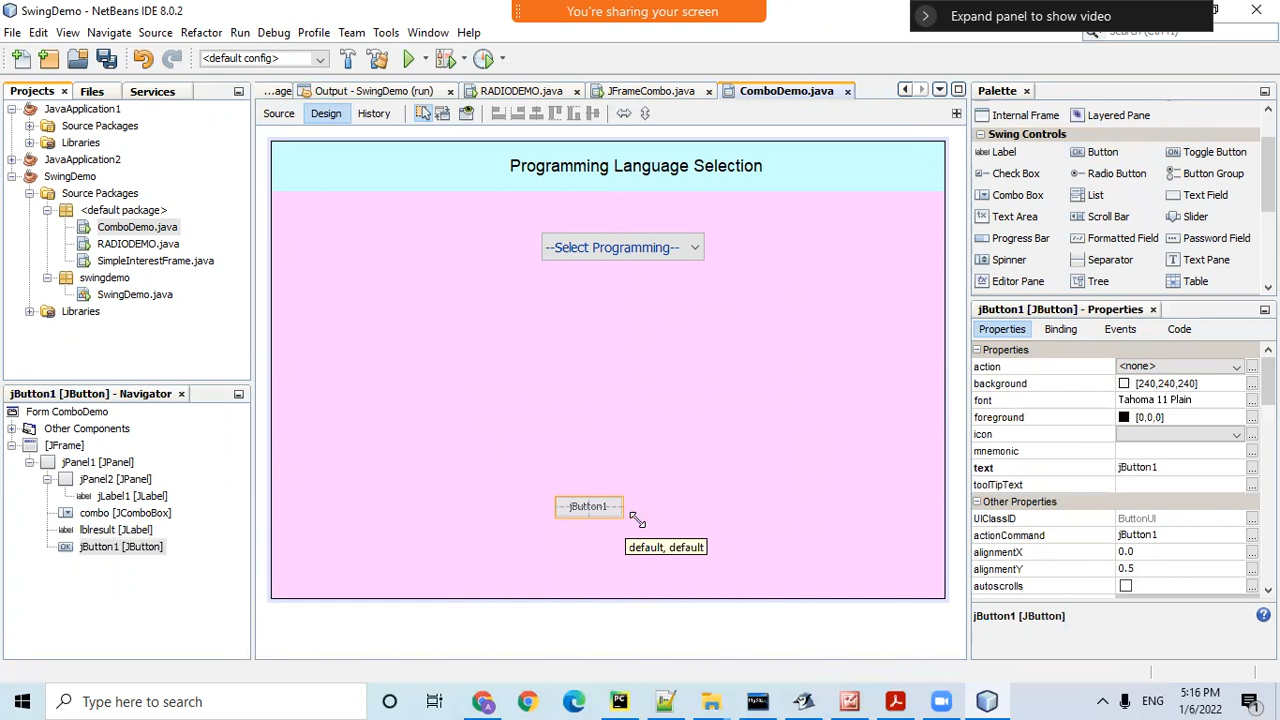 SwingDemo - NetBeans IDE 8.0.2
You're sharing your screen
Expand panel to show video
File Edit View Navigate Source Refactor Run Debug Profile Team Tools Window Help
<default config>
Projects Files Services
...age Output - SwingDemo (run) RADIODEMO.java JFrameCombo.java ComboDemo.java
Source Design History
JavaApplication1
Source Packages
Libraries
JavaApplication2
SwingDemo
Source Packages
<default package>
ComboDemo.java
RADIODEMO.java
SimpleInterestFrame.java
swingdemo
SwingDemo.java
Libraries
jButton1 [JButton] - Navigator
Form ComboDemo
Other Components
[JFrame]
jPanel1 [JPanel]
jPanel2 [JPanel]
label jLabel1 [JLabel]
combo [JComboBox]
label lblresult [JLabel]
OK jButton1 [JButton]
Programming Language Selection
--Select Programming--
jButton1
default, default
Palette
Internal Frame Layered Pane
Swing Controls
label Label OK Button ON Toggle Button
Check Box Radio Button Button Group
Combo Box List Text Field
Text Area Scroll Bar Slider
Progress Bar Formatted Field Password Field
Spinner Separator Text Pane
Editor Pane Tree Table
jButton1 [JButton] - Properties
Properties Binding Events Code
Properties
action <none>
background [240,240,240]
font Tahoma 11 Plain
foreground [0,0,0]
icon
mnemonic
text jButton1
toolTipText
Other Properties
UIClassID ButtonUI
actionCommand jButton1
alignmentX 0.0
alignmentY 0.5
autoscrolls
jButton1 [JButton]
Type here to search
ENG
5:16 PM
1/6/2022